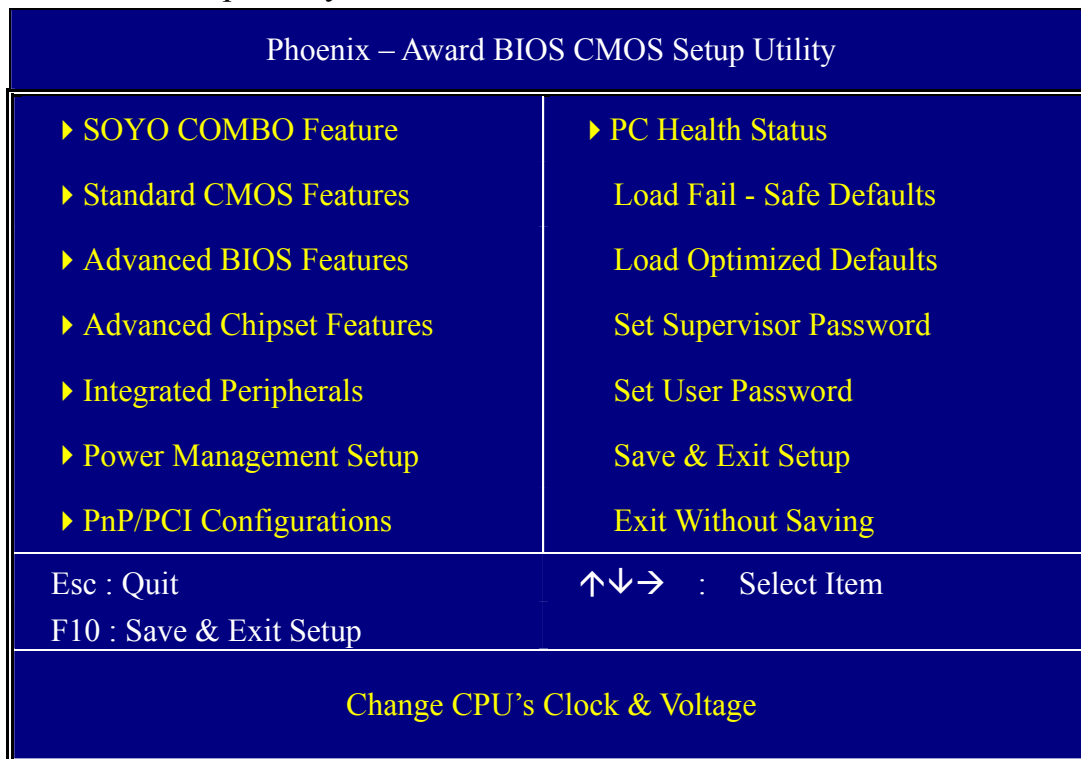 Phoenix – Award BIOS CMOS Setup Utility
SOYO COMBO Feature
Standard CMOS Features
Advanced BIOS Features
Advanced Chipset Features
Integrated Peripherals
Power Management Setup
PnP/PCI Configurations
PC Health Status
Load Fail - Safe Defaults
Load Optimized Defaults
Set Supervisor Password
Set User Password
Save & Exit Setup
Exit Without Saving
Esc : Quit
F10 : Save & Exit Setup
↑↓→ : Select Item
Change CPU’s Clock & Voltage